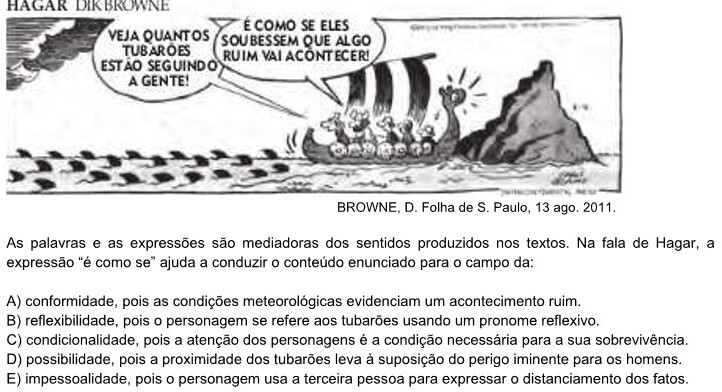 HAGAR DIK BROWNE
VEJA QUANTOS
TUBARÕES
ESTÃO SEGUINDO
A GENTE!
É COMO SE ELES
SOUBESSEM QUE ALGO
RUIM VAI ACONTECER!
BROWNE, D. Folha de S. Paulo, 13 ago. 2011.
As palavras e as expressões são mediadoras dos sentidos produzidos nos textos. Na fala de Hagar, a
expressão “é como se” ajuda a conduzir o conteúdo enunciado para o campo da:
A) conformidade, pois as condições meteorológicas evidenciam um acontecimento ruim.
B) reflexibilidade, pois o personagem se refere aos tubarões usando um pronome reflexivo.
C) condicionalidade, pois a atenção dos personagens é a condição necessária para a sua sobrevivência.
D) possibilidade, pois a proximidade dos tubarões leva à suposição do perigo iminente para os homens.
E) impessoalidade, pois o personagem usa a terceira pessoa para expressar o distanciamento dos fatos.